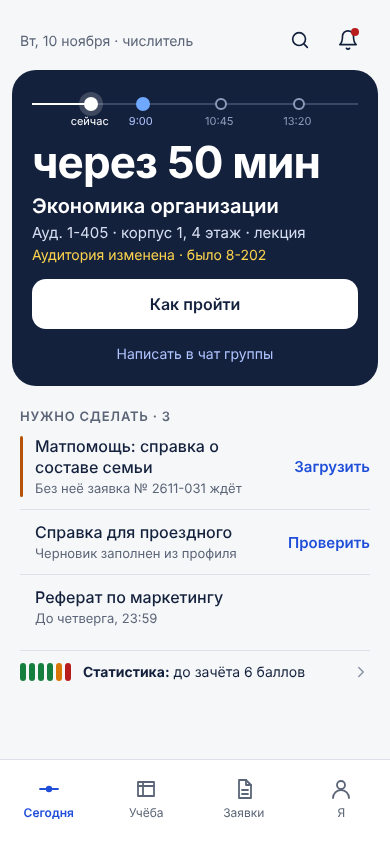 Вт, 10 ноября · числитель
сейчас 9:00 10:45 13:20
через 50 мин
Экономика организации
Ауд. 1-405 · корпус 1, 4 этаж · лекция
Аудитория изменена · было 8-202
Как пройти
Написать в чат группы
НУЖНО СДЕЛАТЬ · 3
Матпомощь: справка о
составе семьи
Загрузить
Без неё заявка № 2611-031 ждёт
Справка для проездного
Проверить
Черновик заполнен из профиля
Реферат по маркетингу
До четверга, 23:59
Статистика: до зачёта 6 баллов
Сегодня Учёба Заявки Я